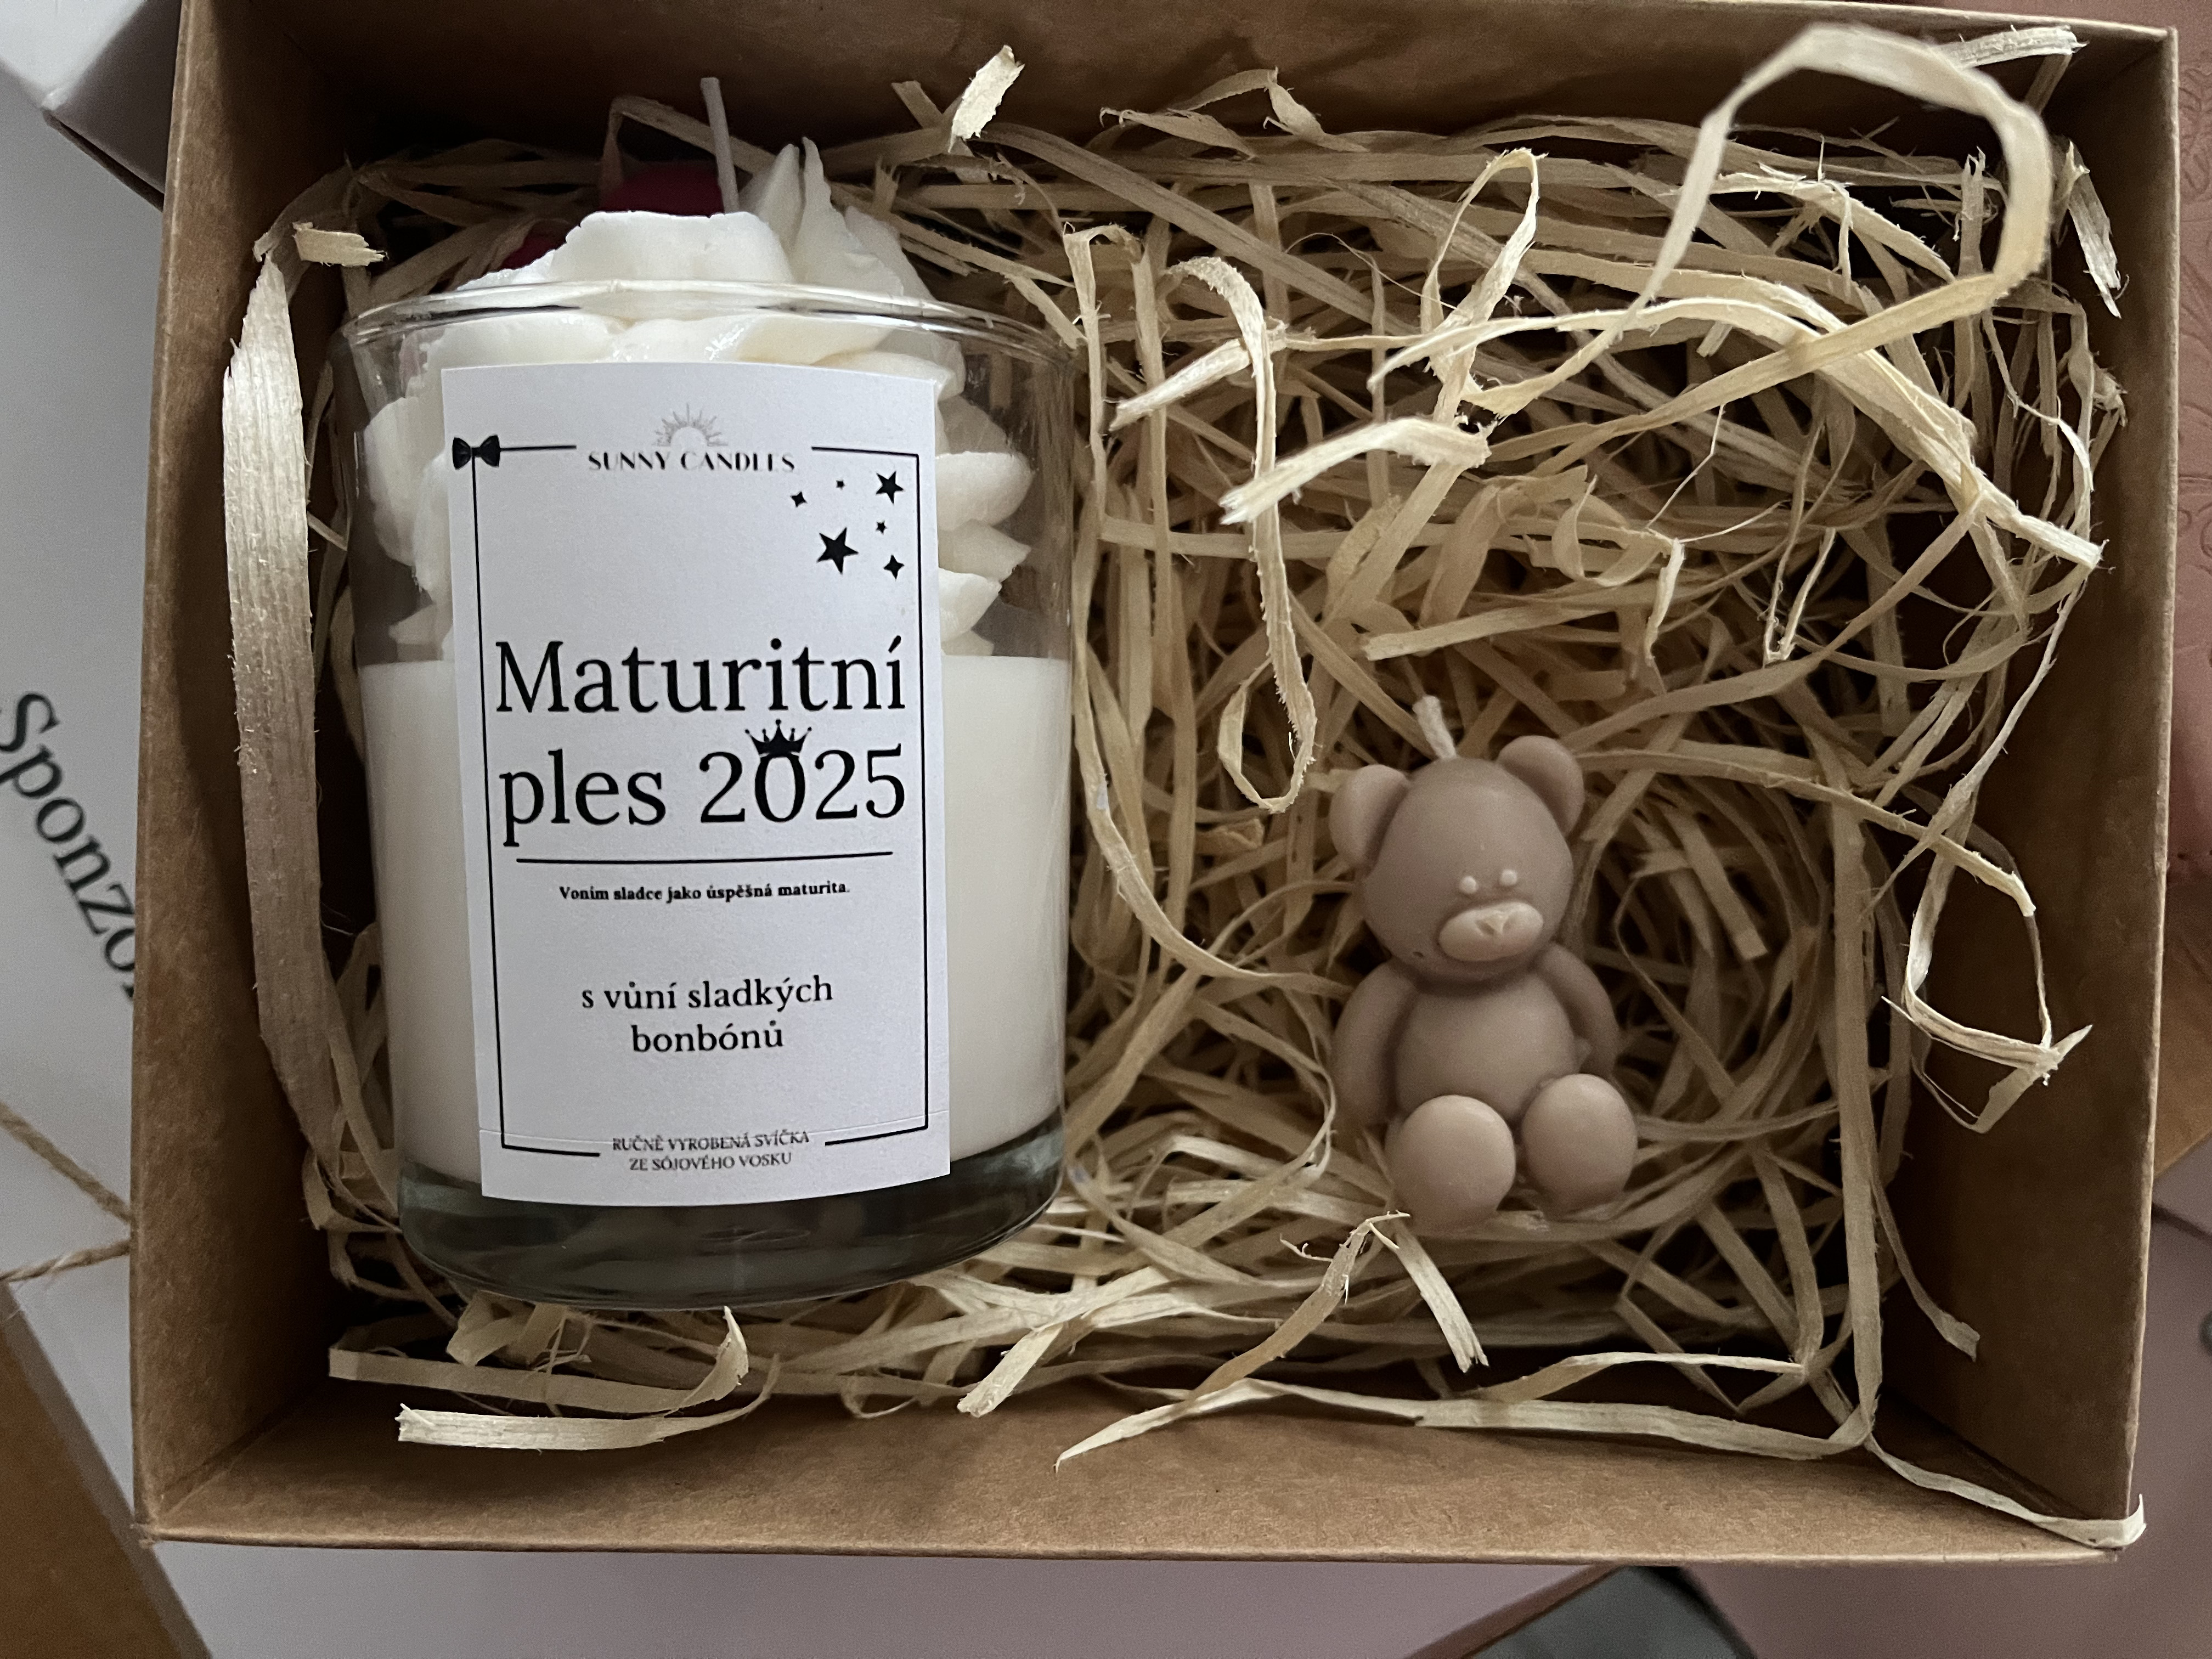 SUNNY CANDLES
Maturitní
ples 2025
Voním sladce jako úspěšná maturita.
s vůní sladkých
bonbónů
RUČNĚ VYROBENÁ SVÍČKA
ZE SÓJOVÉHO VOSKU